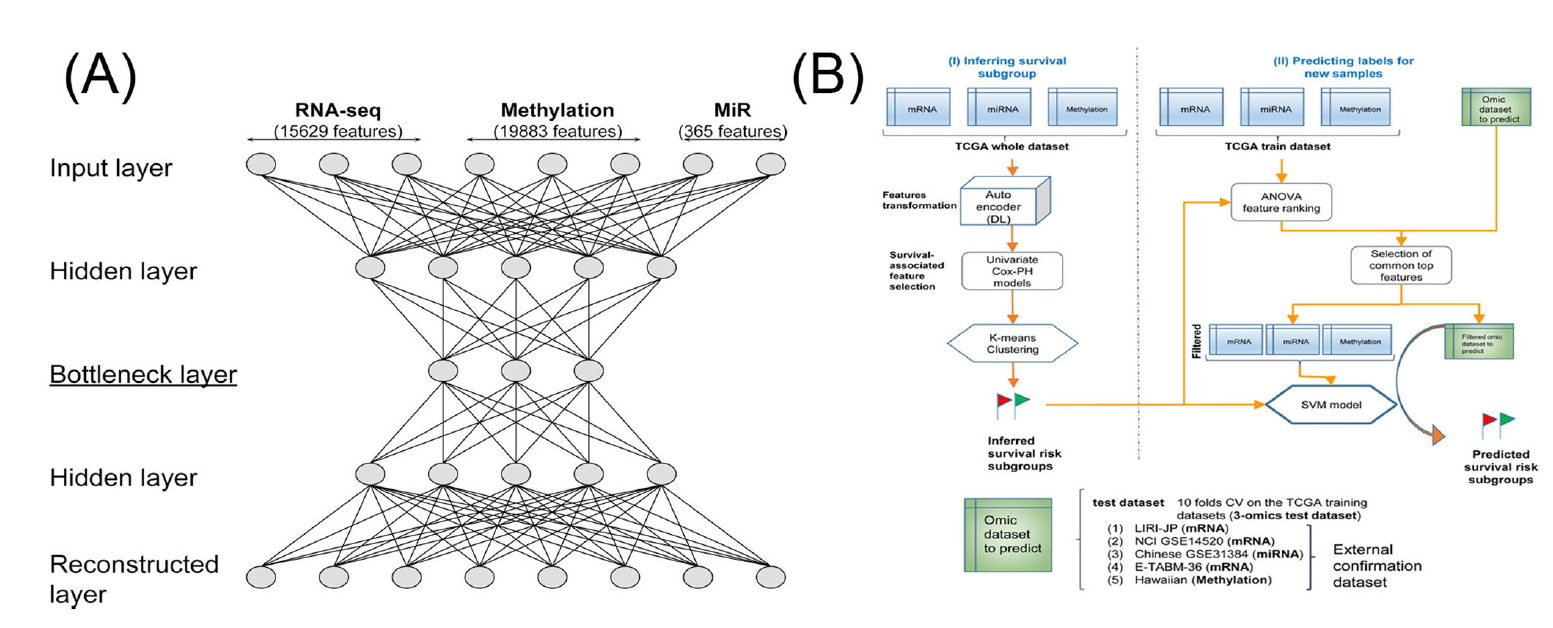 (A)
RNA-seq
(15629 features)
Methylation
(19883 features)
MiR
(365 features)
Input layer
Hidden layer
Bottleneck layer
Hidden layer
Reconstructed
layer
(B)
(I) Inferring survival
subgroup
mRNA
miRNA
Methylation
TCGA whole dataset
Features
transformation
Auto
encoder
(DL)
Survival-
associated
feature
selection
Univariate
Cox-PH
models
K-means
Clustering
Inferred
survival risk
subgroups
(II) Predicting labels for
new samples
mRNA
miRNA
Methylation
TCGA train dataset
Omic
dataset
to predict
ANOVA
feature ranking
Selection of
common top
features
Filtered
mRNA
miRNA
Methylation
Filtered omic
dataset to
predict
SVM model
Predicted
survival risk
subgroups
Omic
dataset
to predict
test dataset 10 folds CV on the TCGA training
datasets (3-omics test dataset)
(1) LIRI-JP (mRNA)
(2) NCI GSE14520 (mRNA)
(3) Chinese GSE31384 (miRNA)
(4) E-TABM-36 (mRNA)
(5) Hawaiian (Methylation)
External
confirmation
dataset